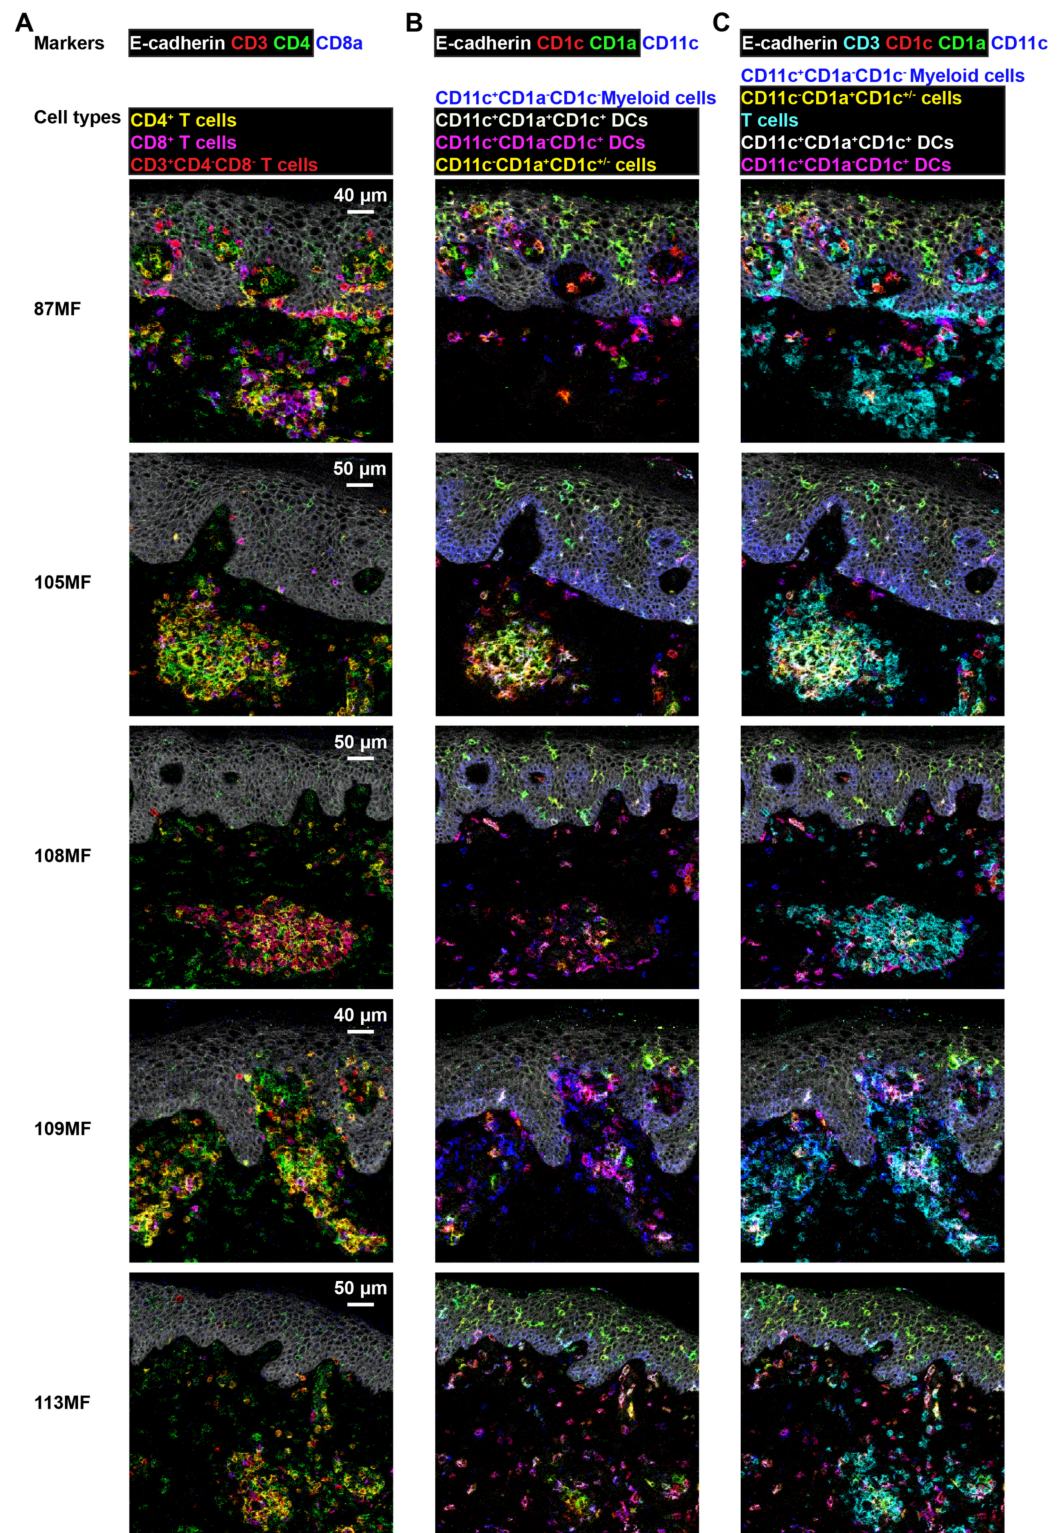 A B C
Markers E-cadherin CD3 CD4 CD8a E-cadherin CD1c CD1a CD11c E-cadherin CD3 CD1c CD1a CD11c
Cell types
CD4⁺ T cells
CD8⁺ T cells
CD3⁺CD4⁻CD8⁻ T cells
CD11c⁺CD1a⁻CD1c⁻Myeloid cells
CD11c⁺CD1a⁺CD1c⁺ DCs
CD11c⁺CD1a⁻CD1c⁺ DCs
CD11c⁻CD1a⁺CD1c⁺/⁻ cells
CD11c⁺CD1a⁻CD1c⁻ Myeloid cells
CD11c⁻CD1a⁺CD1c⁺/⁻ cells
T cells
CD11c⁺CD1a⁺CD1c⁺ DCs
CD11c⁺CD1a⁻CD1c⁺ DCs
40 µm
87MF
50 µm
105MF
50 µm
108MF
40 µm
109MF
50 µm
113MF